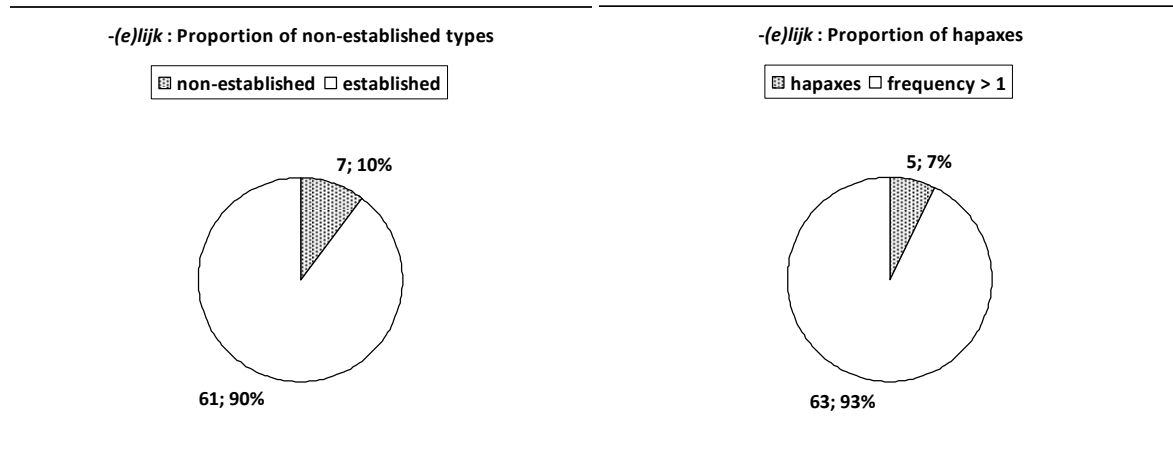 -(e)lijk : Proportion of non-established types
non-established established
7; 10%
61; 90%
-(e)lijk : Proportion of hapaxes
hapaxes frequency > 1
5; 7%
63; 93%